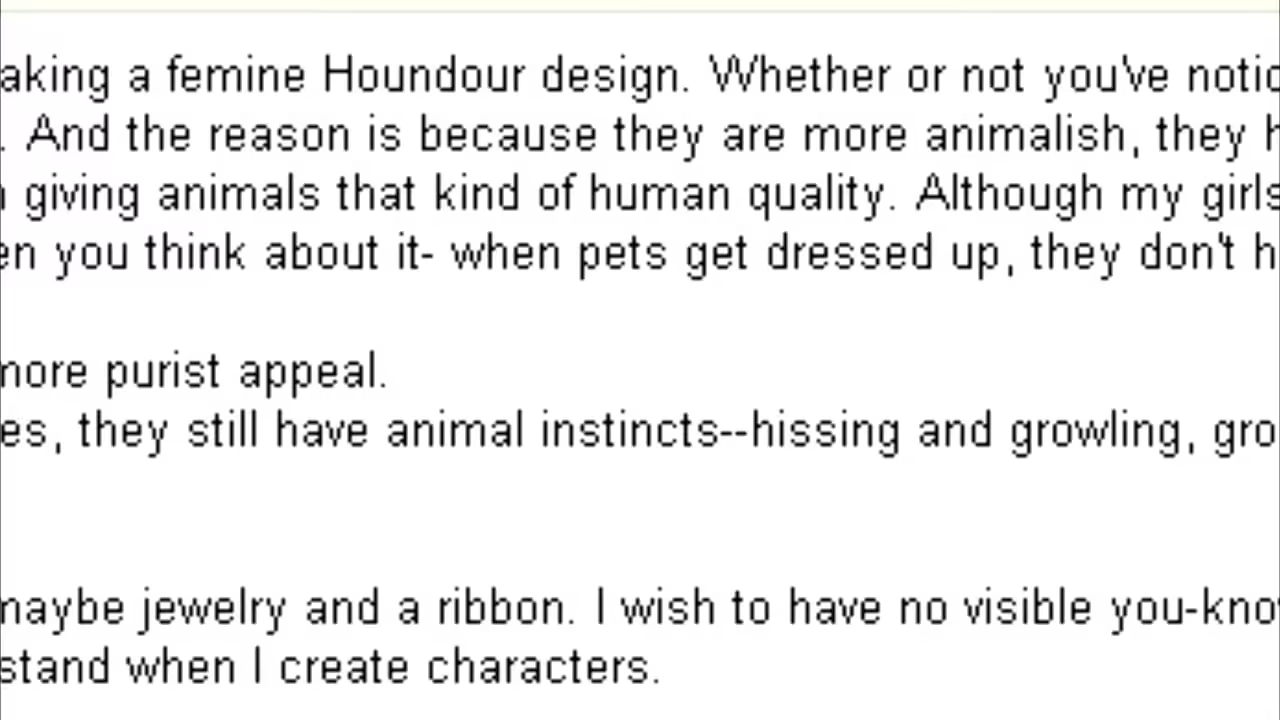 aking a femine Houndour design. Whether or not you've notic
. And the reason is because they are more animalish, they h
giving animals that kind of human quality. Although my girls
en you think about it- when pets get dressed up, they don't h
more purist appeal.
es, they still have animal instincts--hissing and growling, gro
maybe jewelry and a ribbon. I wish to have no visible you-kno
stand when I create characters.